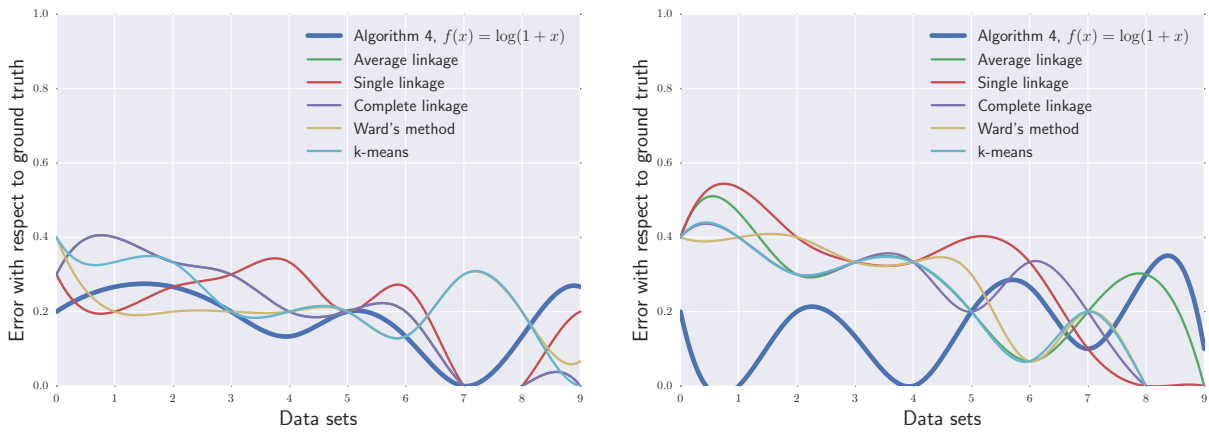 Error with respect to ground truth
1.0
0.8
0.6
0.4
0.2
0.0
Algorithm 4, f(x) = log(1 + x)
Average linkage
Single linkage
Complete linkage
Ward's method
k-means
0 1 2 3 4 5 6 7 8 9
Data sets
Error with respect to ground truth
1.0
0.8
0.6
0.4
0.2
0.0
Algorithm 4, f(x) = log(1 + x)
Average linkage
Single linkage
Complete linkage
Ward's method
k-means
0 1 2 3 4 5 6 7 8 9
Data sets